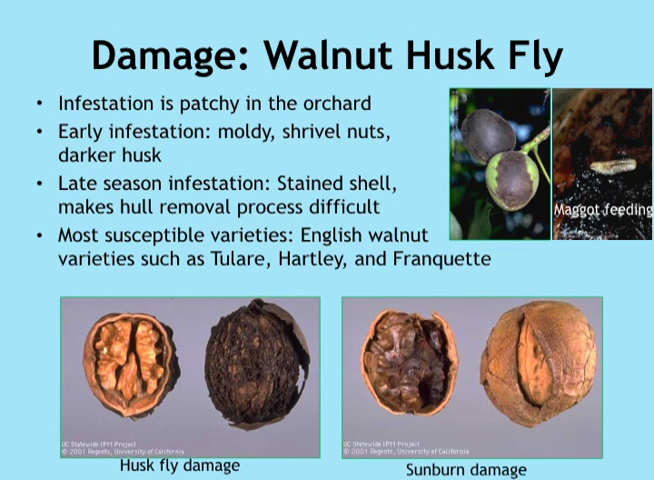 Damage: Walnut Husk Fly
• Infestation is patchy in the orchard
• Early infestation: moldy, shrivel nuts,
darker husk
• Late season infestation: Stained shell,
makes hull removal process difficult
• Most susceptible varieties: English walnut
varieties such as Tulare, Hartley, and Franquette
Maggot feeding
UC Statewide IPM Project
© 2001 Regents, University of California
UC Statewide IPM Project
© 2001 Regents, University of California
Husk fly damage
Sunburn damage